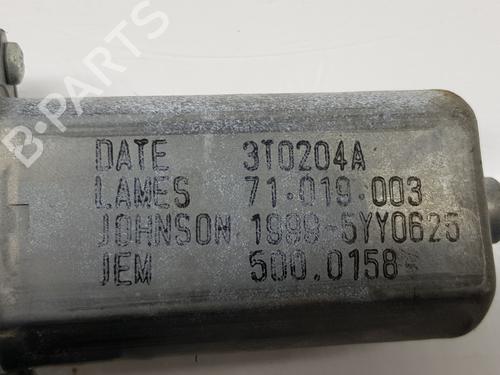 B-PARTS
DATE 3T0204A
LAMES 71.019.003
JOHNSON 1999-5YY0625
JEM 500.0158